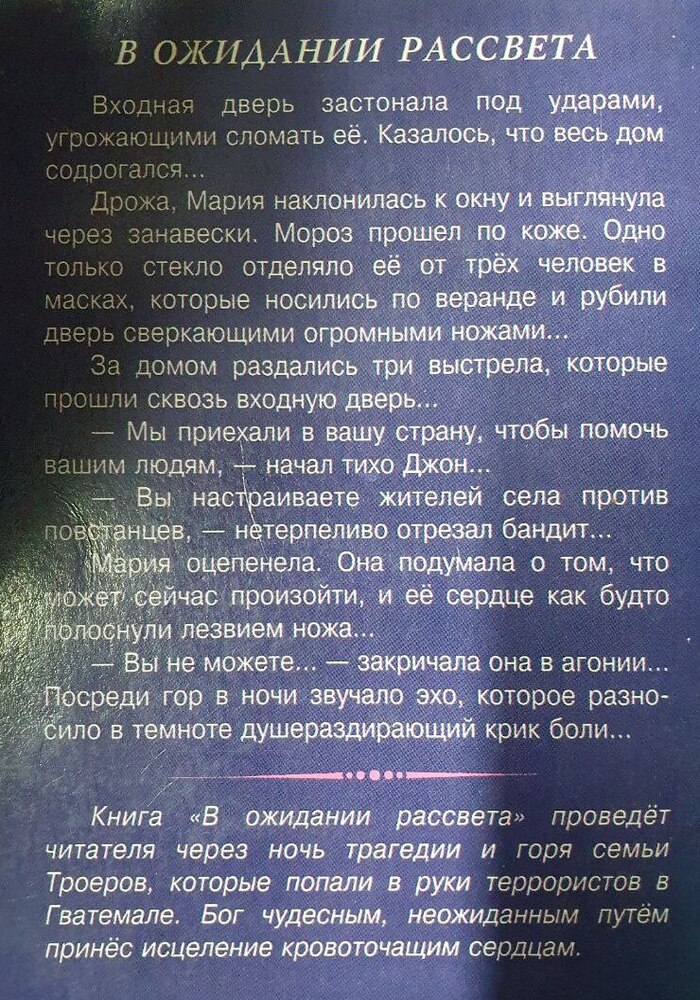 В ОЖИДАНИИ РАССВЕТА
Входная дверь застонала под ударами,
угрожающими сломать её. Казалось, что весь дом
содрогался...
Дрожа, Мария наклонилась к окну и выглянула
через занавески. Мороз прошел по коже. Одно
только стекло отделяло её от трёх человек в
масках, которые носились по веранде и рубили
дверь сверкающими огромными ножами...
За домом раздались три выстрела, которые
прошли сквозь входную дверь...
— Мы приехали в вашу страну, чтобы помочь
вашим людям, — начал тихо Джон...
— Вы настраиваете жителей села против
повстанцев, — нетерпеливо отрезал бандит...
Мария оцепенела. Она подумала о том, что
может сейчас произойти, и её сердце как будто
полоснули лезвием ножа...
— Вы не можете... — закричала она в агонии...
Посреди гор в ночи звучало эхо, которое разно-
сило в темноте душераздирающий крик боли...
Книга «В ожидании рассвета» проведёт
читателя через ночь трагедии и горя семьи
Троеров, которые попали в руки террористов в
Гватемале. Бог чудесным, неожиданным путём
принёс исцеление кровоточащим сердцам.